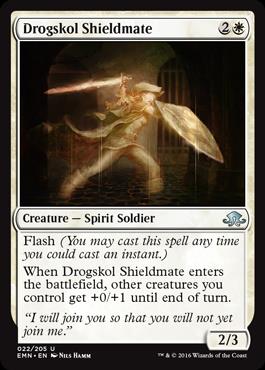 Drogskol Shieldmate 2
Creature — Spirit Soldier
Flash (You may cast this spell any time
you could cast an instant.)
When Drogskol Shieldmate enters
the battlefield, other creatures you
control get +0/+1 until end of turn.
"I will join you so that you will not yet
join me."
2/3
022/205 U
EMN • EN Nils Hamm
™ & © 2016 Wizards of the Coast